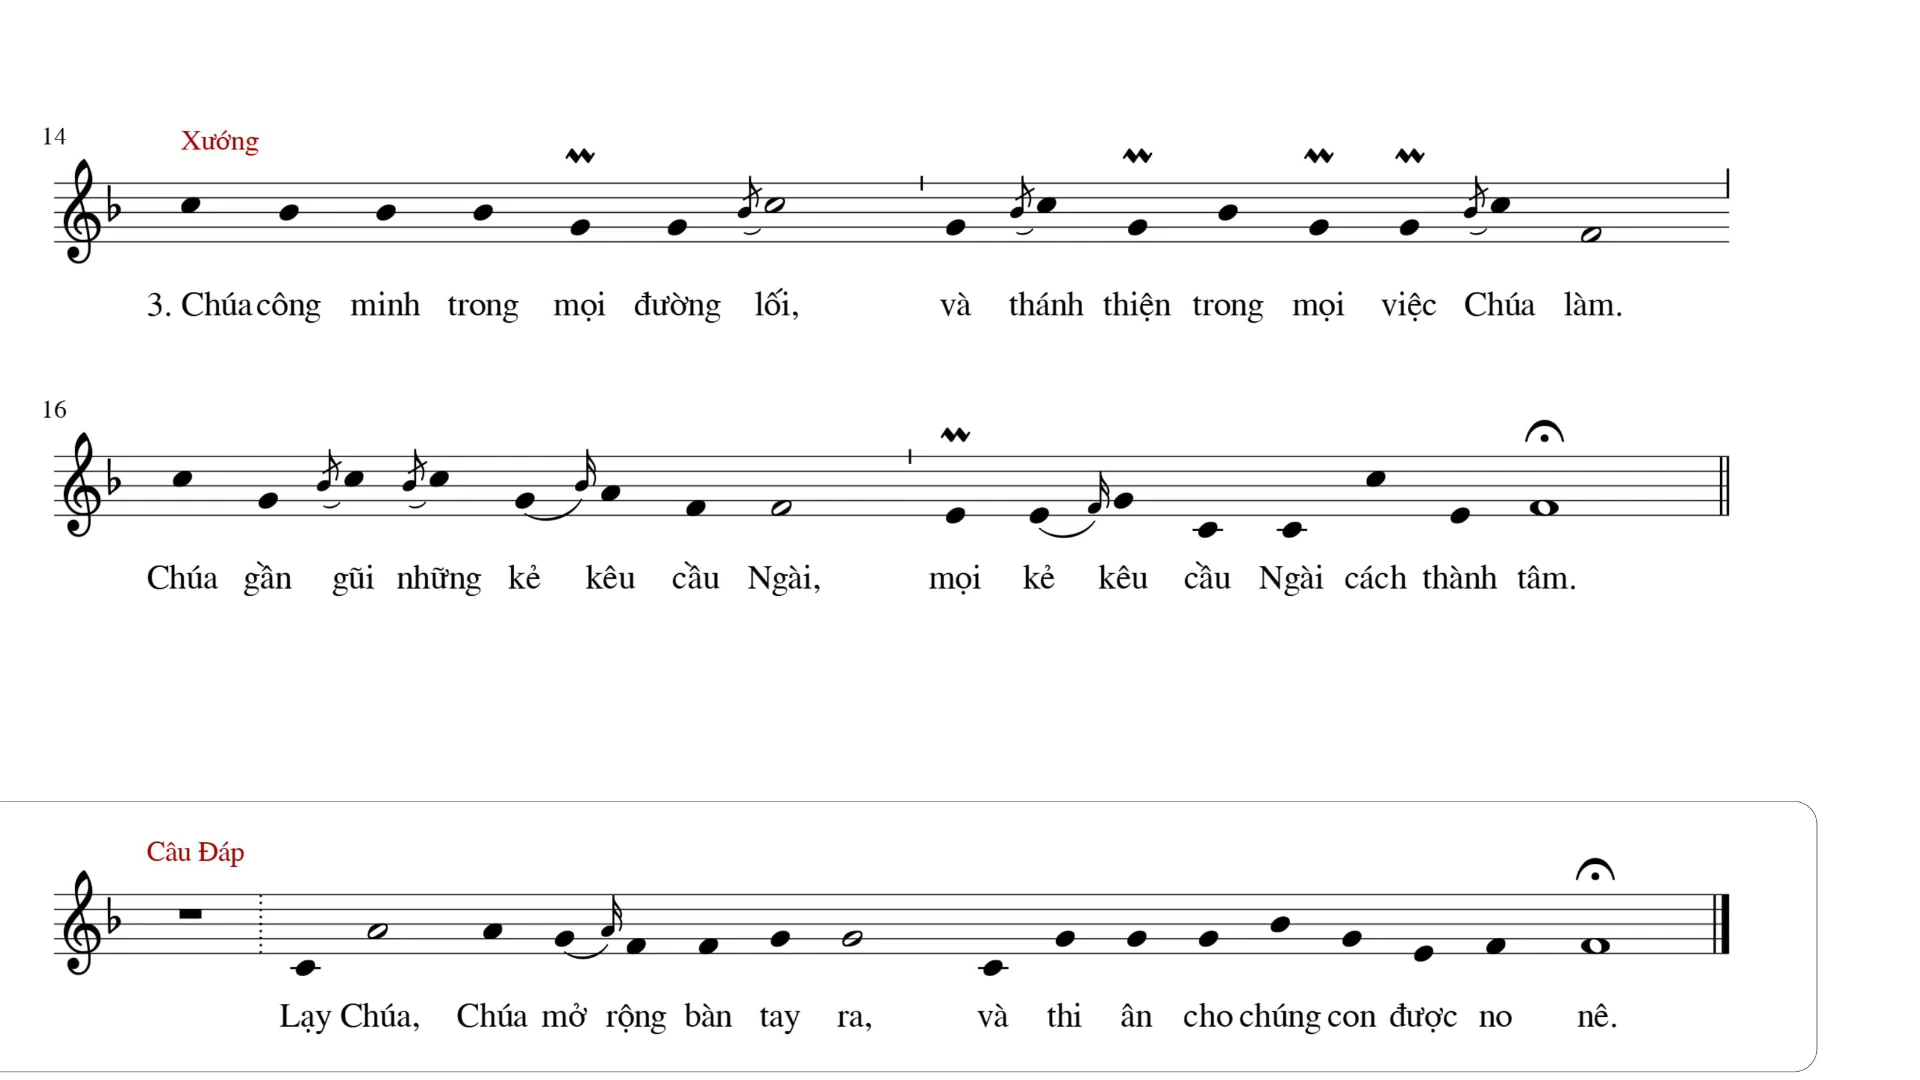 14
Xướng
3. Chúa công minh trong mọi đường lối, và thánh thiện trong mọi việc Chúa làm.
16
Chúa gần gũi những kẻ kêu cầu Ngài, mọi kẻ kêu cầu Ngài cách thành tâm.
Câu Đáp
Lạy Chúa, Chúa mở rộng bàn tay ra, và thi ân cho chúng con được no nê.